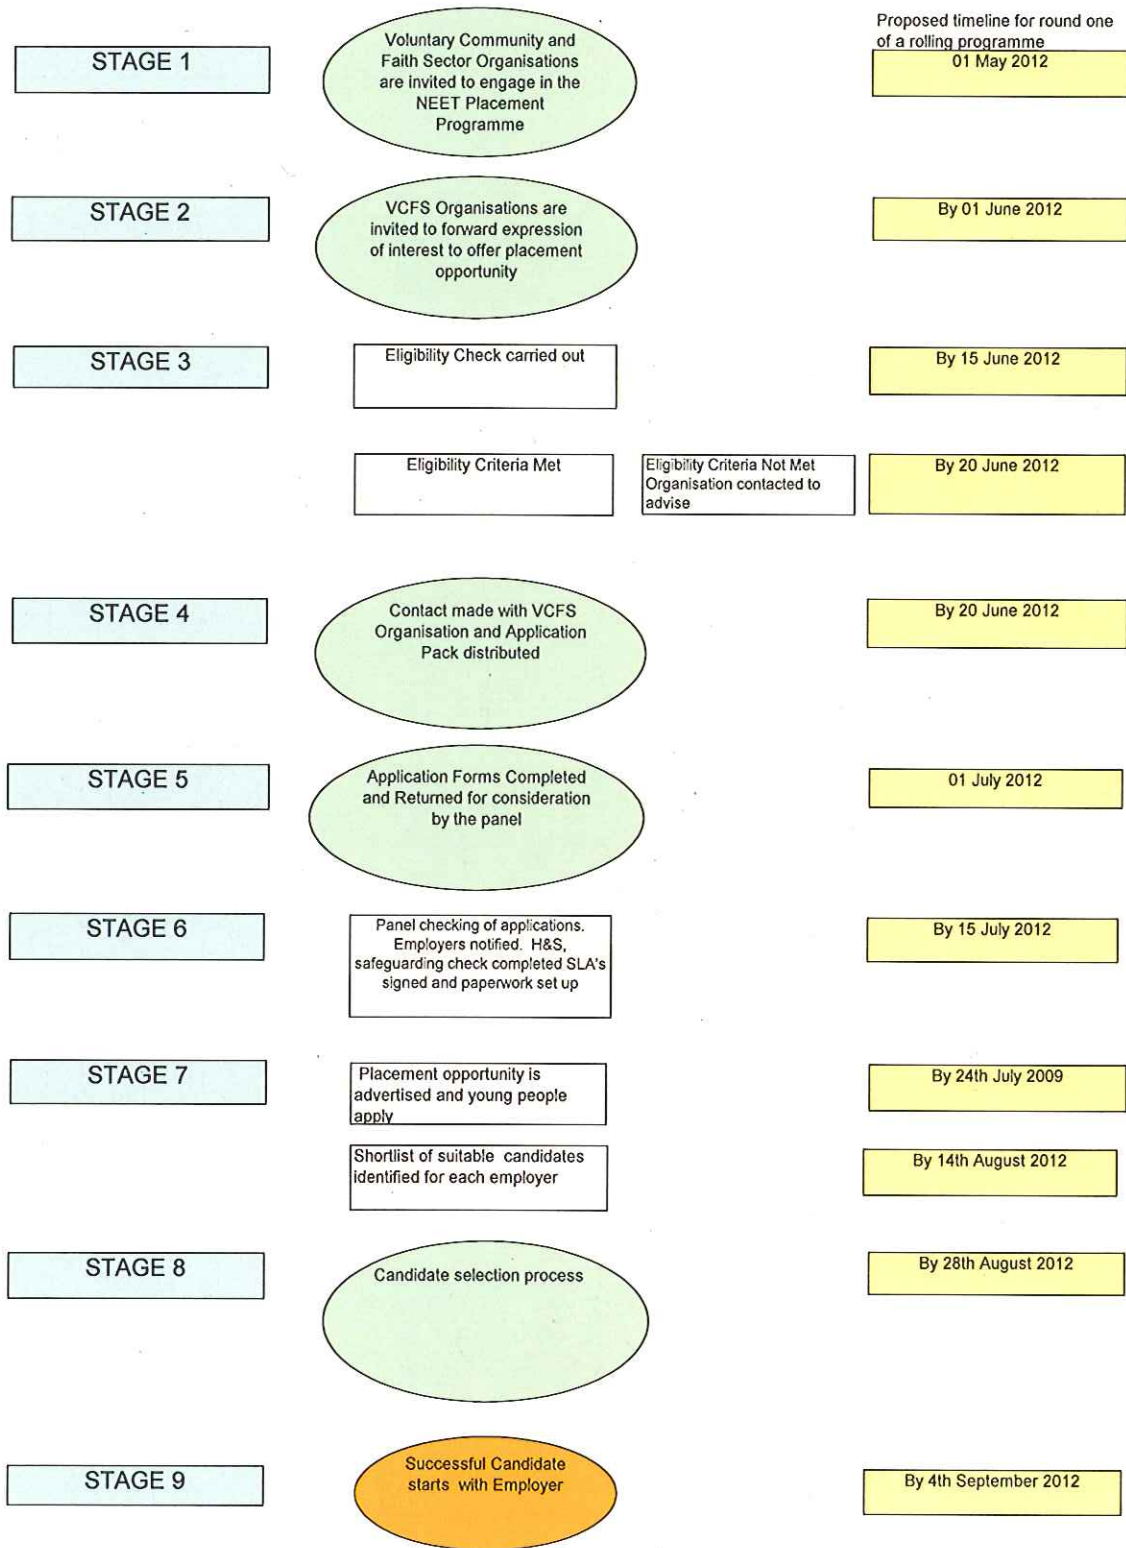 Proposed timeline for round one
of a rolling programme
STAGE 1
Voluntary Community and
Faith Sector Organisations
are invited to engage in the
NEET Placement
Programme
01 May 2012
STAGE 2
VCFS Organisations are
invited to forward expression
of interest to offer placement
opportunity
By 01 June 2012
STAGE 3
Eligibility Check carried out
By 15 June 2012
Eligibility Criteria Met
Eligibility Criteria Not Met
Organisation contacted to
advise
By 20 June 2012
STAGE 4
Contact made with VCFS
Organisation and Application
Pack distributed
By 20 June 2012
STAGE 5
Application Forms Completed
and Returned for consideration
by the panel
01 July 2012
STAGE 6
Panel checking of applications.
Employers notified. H&S,
safeguarding check completed SLA's
signed and paperwork set up
By 15 July 2012
STAGE 7
Placement opportunity is
advertised and young people
apply
By 24th July 2009
Shortlist of suitable candidates
identified for each employer
By 14th August 2012
STAGE 8
Candidate selection process
By 28th August 2012
STAGE 9
Successful Candidate
starts with Employer
By 4th September 2012